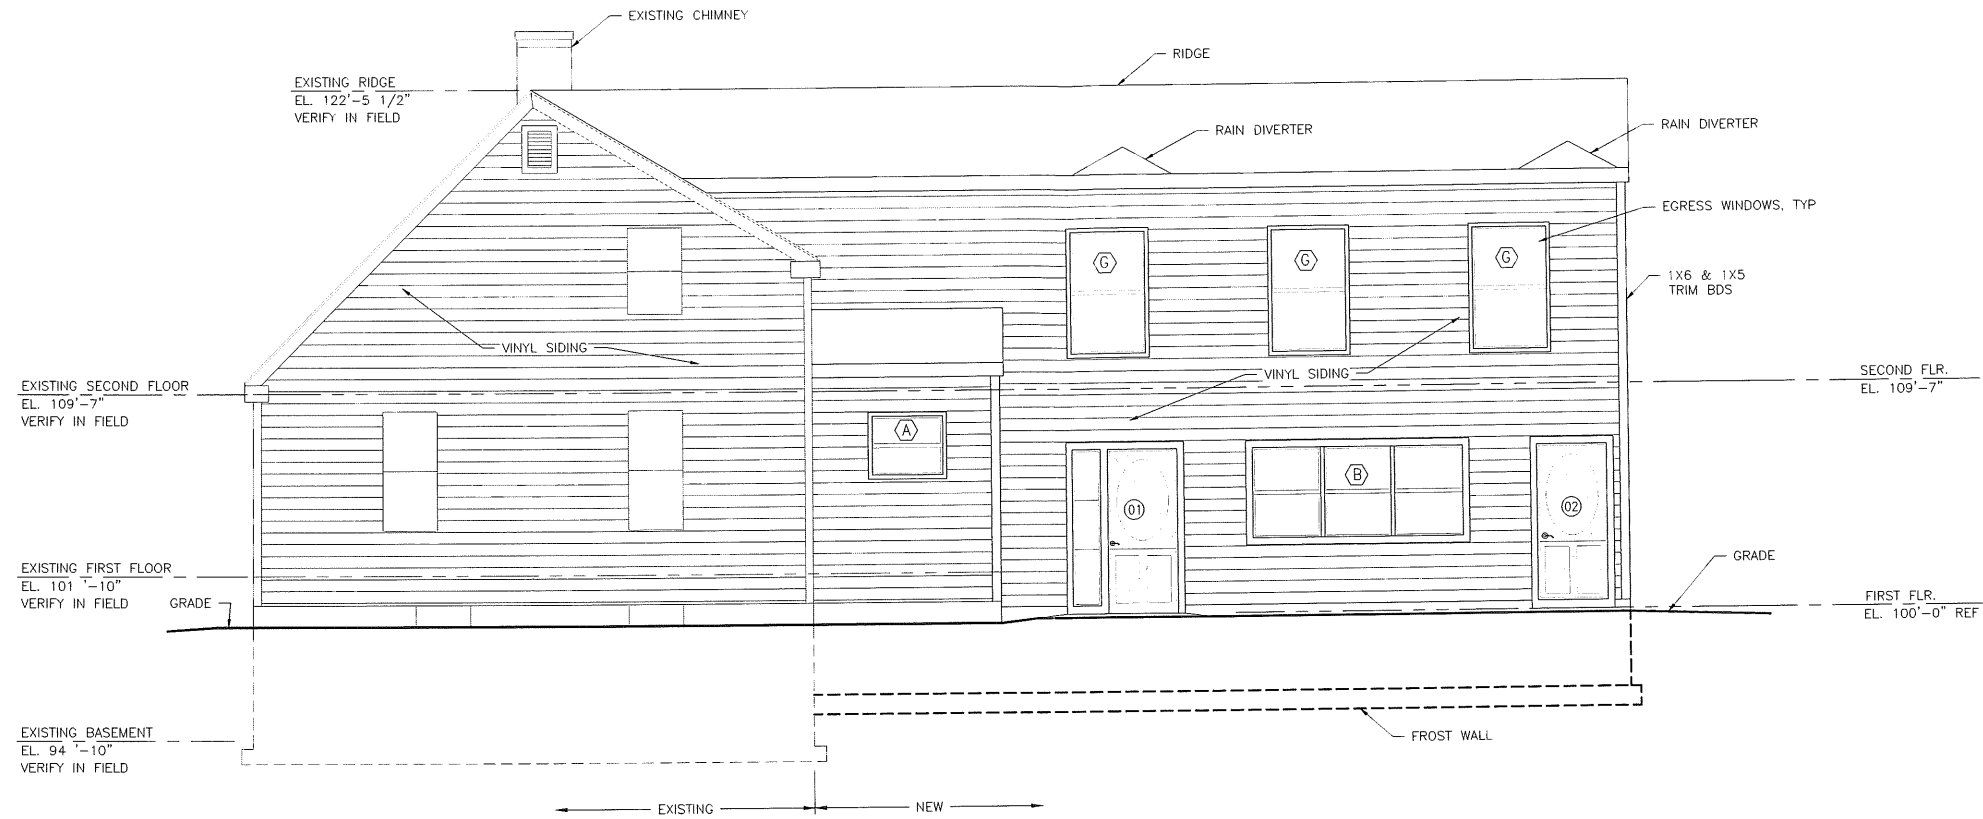 EXISTING CHIMNEY
RIDGE
EXISTING RIDGE
EL. 122'-5 1/2"
VERIFY IN FIELD
RAIN DIVERTER
RAIN DIVERTER
EGRESS WINDOWS, TYP
G
G
G
1X6 & 1X5
TRIM BDS
VINYL SIDING
VINYL SIDING
EXISTING SECOND FLOOR
EL. 109'-7"
VERIFY IN FIELD
SECOND FLR.
EL. 109'-7"
A
B
01
02
EXISTING FIRST FLOOR
EL. 101 '-10"
VERIFY IN FIELD
GRADE
GRADE
FIRST FLR.
EL. 100'-0" REF
EXISTING BASEMENT
EL. 94 '-10"
VERIFY IN FIELD
FROST WALL
EXISTING
NEW